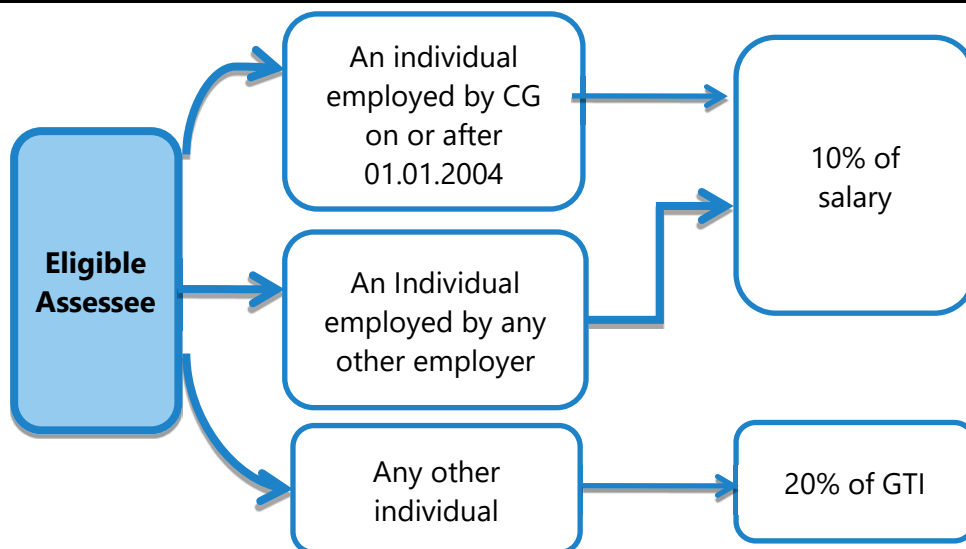 Eligible
Assessee
An individual
employed by CG
on or after
01.01.2004
An Individual
employed by any
other employer
Any other
individual
10% of
salary
20% of GTI